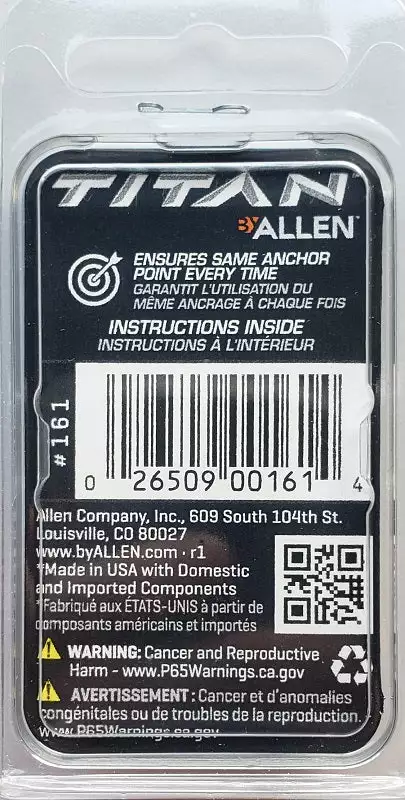 TITAN
BY ALLEN
ENSURES SAME ANCHOR
POINT EVERY TIME
GARANTIT L'UTILISATION DU
MÊME ANCRAGE À CHAQUE FOIS
INSTRUCTIONS INSIDE
INSTRUCTIONS À L'INTÉRIEUR
#161
0 26509 00161 4
Allen Company, Inc., 609 South 104th St.
Louisville, CO 80027
www.byALLEN.com · r1
*Made in USA with Domestic
and Imported Components
*Fabriqué aux ÉTATS-UNIS à partir de
composants américains et importés
WARNING: Cancer and Reproductive
Harm - www.P65Warnings.ca.gov
AVERTISSEMENT: Cancer et d'anomalies
congénitales ou de troubles de la reproduction.
www.P65Warnings.ca.gov